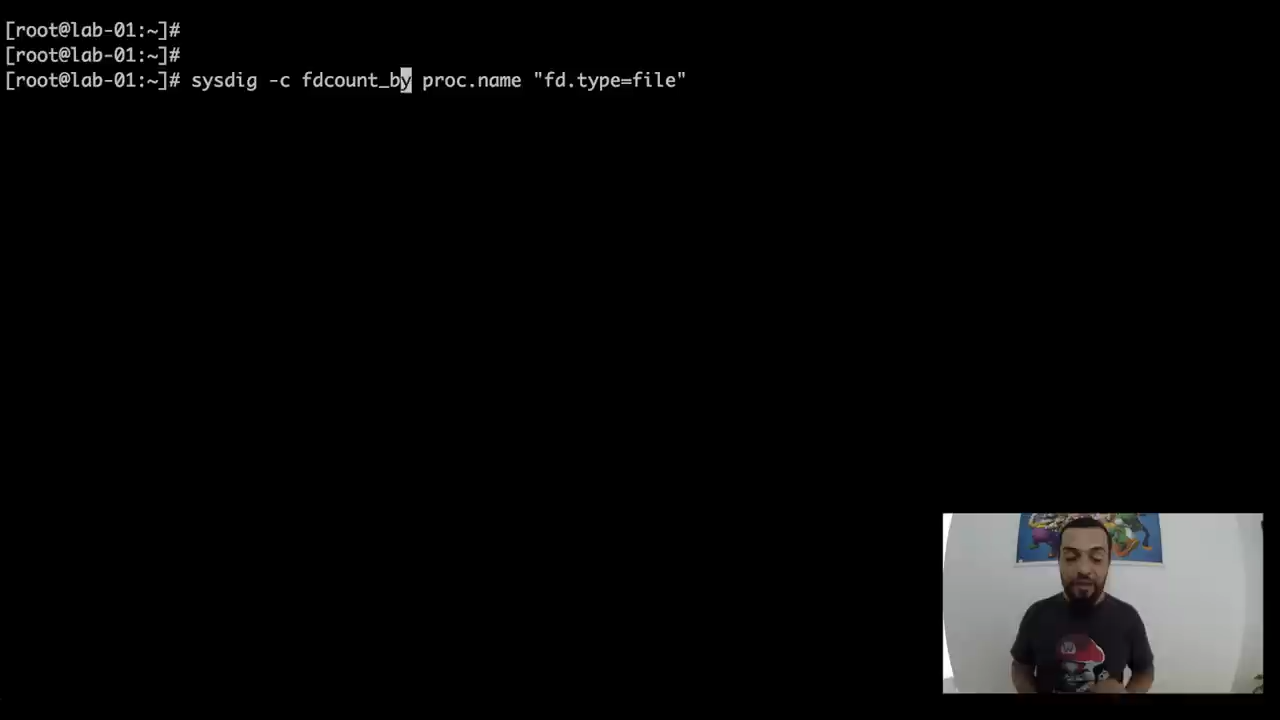 [root@lab-01:~]#
[root@lab-01:~]#
[root@lab-01:~]# sysdig -c fdcount_by proc.name "fd.type=file"